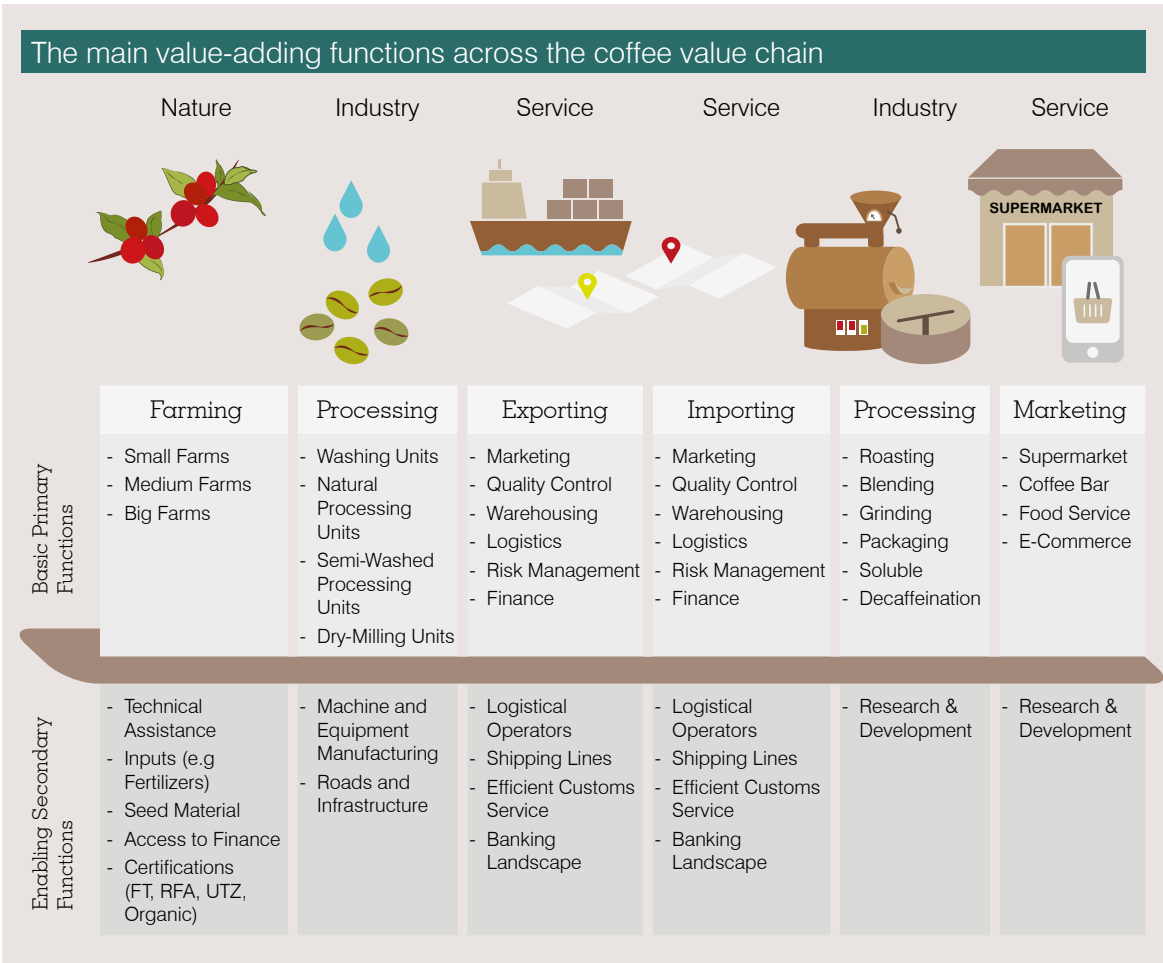 The main value-adding functions across the coffee value chain
Nature
Industry
Service
Service
Industry
Service
SUPERMARKET
Farming
Processing
Exporting
Importing
Processing
Marketing
Basic Primary
Functions
- Small Farms
- Medium Farms
- Big Farms
- Washing Units
- Natural
Processing
Units
- Semi-Washed
Processing
Units
- Dry-Milling Units
- Marketing
- Quality Control
- Warehousing
- Logistics
- Risk Management
- Finance
- Marketing
- Quality Control
- Warehousing
- Logistics
- Risk Management
- Finance
- Roasting
- Blending
- Grinding
- Packaging
- Soluble
- Decaffeination
- Supermarket
- Coffee Bar
- Food Service
- E-Commerce
Enabling Secondary
Functions
- Technical
Assistance
- Inputs (e.g
Fertilizers)
- Seed Material
- Access to Finance
- Certifications
(FT, RFA, UTZ,
Organic)
- Machine and
Equipment
Manufacturing
- Roads and
Infrastructure
- Logistical
Operators
- Shipping Lines
- Efficient Customs
Service
- Banking
Landscape
- Logistical
Operators
- Shipping Lines
- Efficient Customs
Service
- Banking
Landscape
- Research &
Development
- Research &
Development